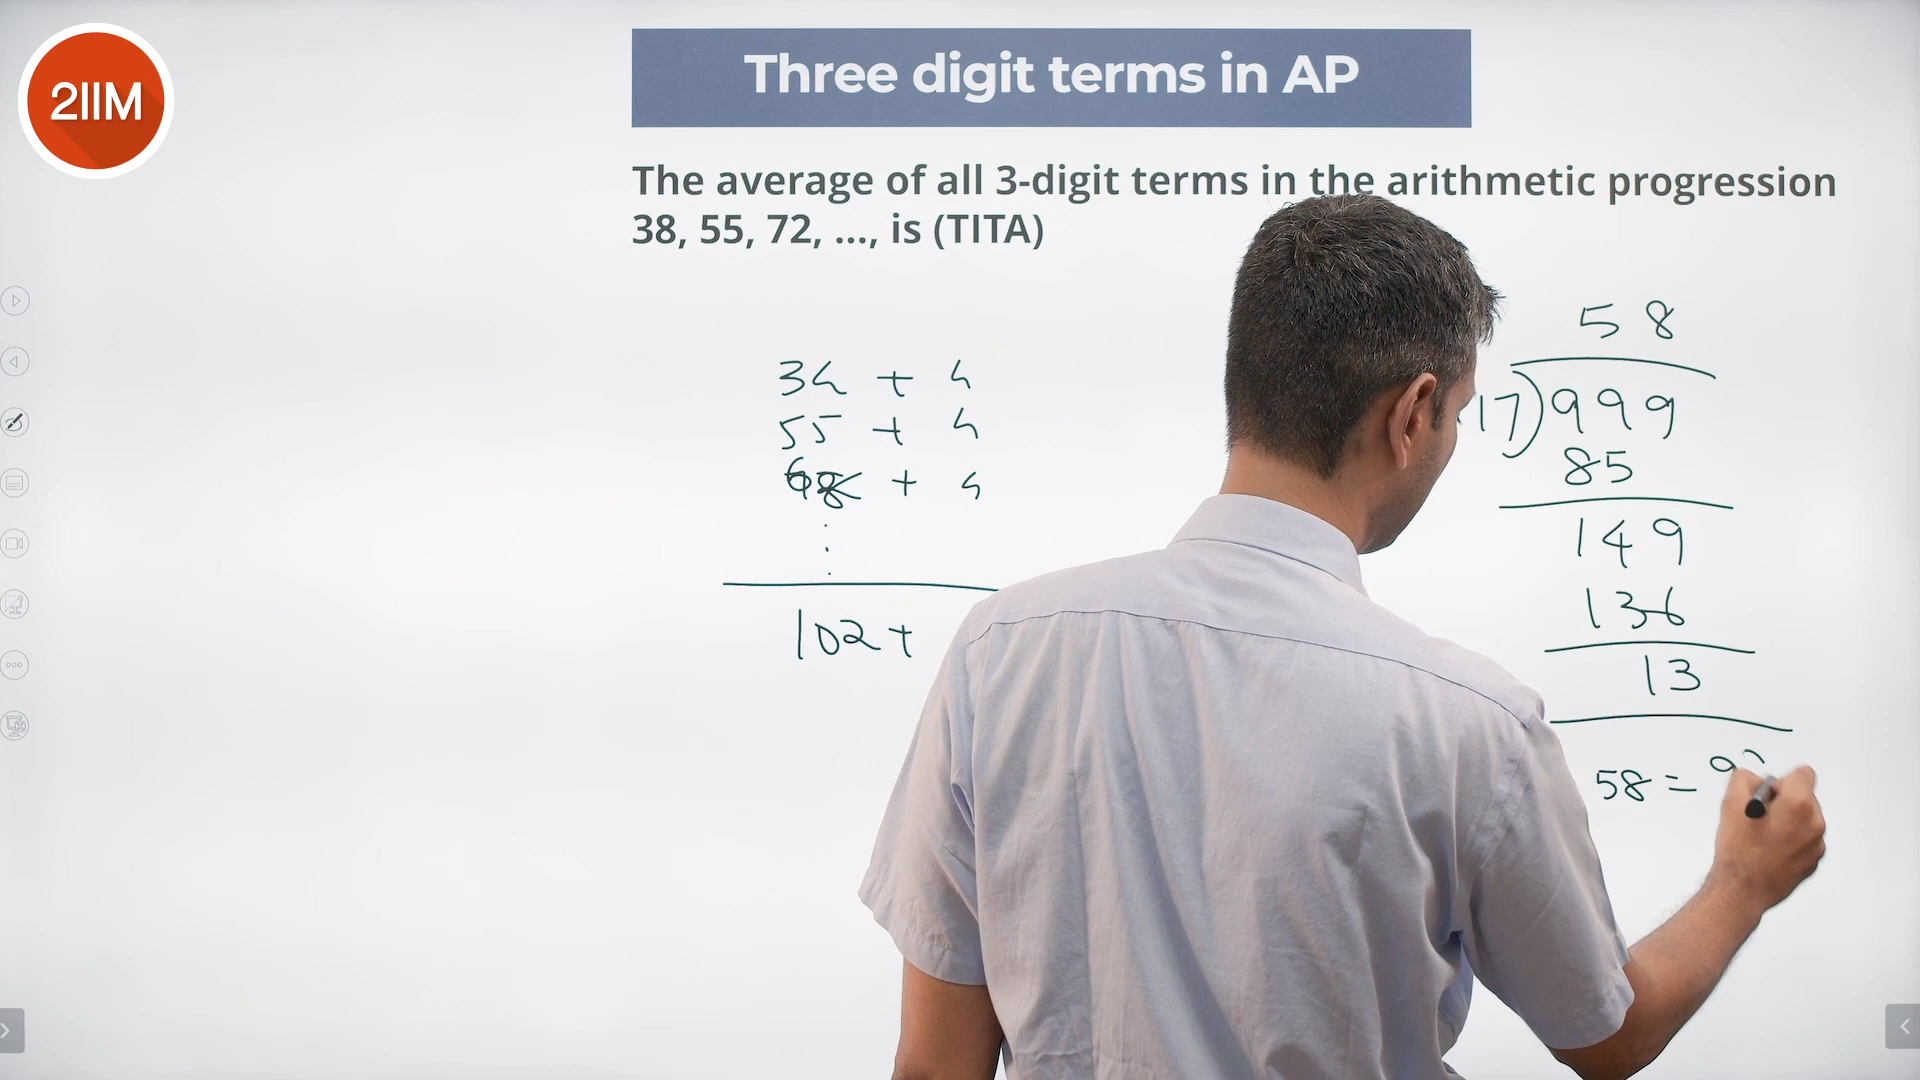 2IIM
Three digit terms in AP
The average of all 3-digit terms in the arithmetic progression
38, 55, 72, ..., is (TITA)
34 + 4
55 + 4
+ 4
102 +
58
17)999
85
149
136
13
58 =